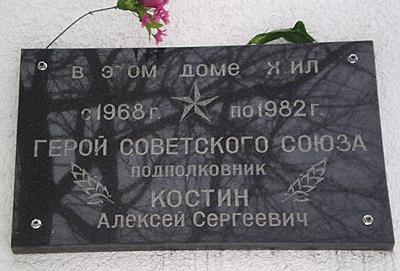 в этом доме жил
с 1968 г. по 1982 г.
ГЕРОЙ СОВЕТСКОГО СОЮЗА
подполковник
КОСТИН
Алексей Сергеевич